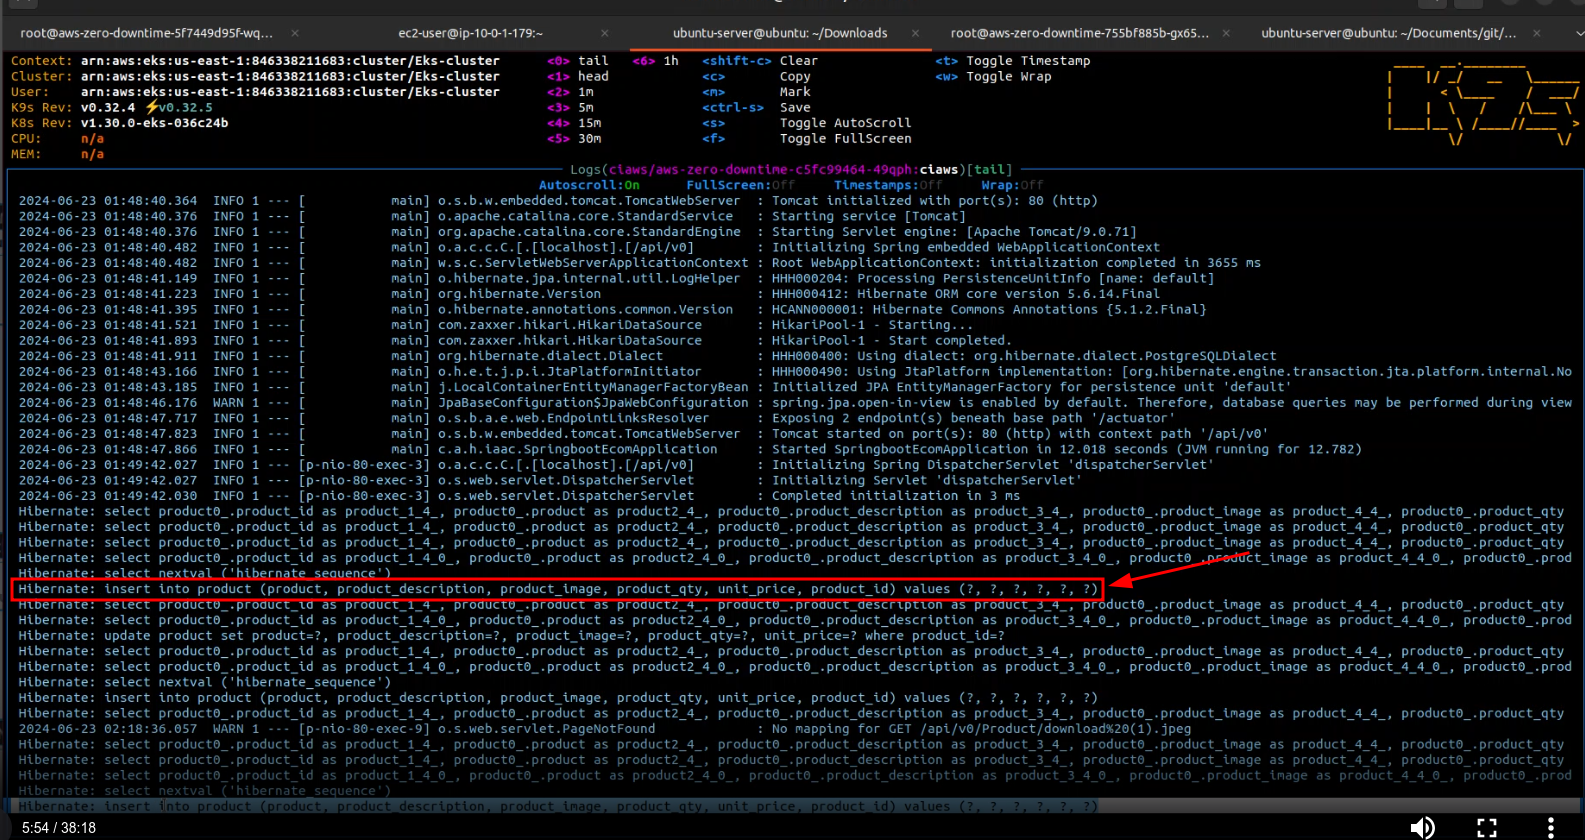 root@aws-zero-downtime-5f7449d95f-wq... × ec2-user@ip-10-0-1-179:~ × ubuntu-server@ubuntu: ~/Downloads × root@aws-zero-downtime-755bf885b-gx65... × ubuntu-server@ubuntu: ~/Documents/git/... ×
Context: arn:aws:eks:us-east-1:846338211683:cluster/Eks-cluster <0> tail <6> 1h <shift-c> Clear <t> Toggle Timestamp
Cluster: arn:aws:eks:us-east-1:846338211683:cluster/Eks-cluster <1> head <c> Copy <w> Toggle Wrap
User: arn:aws:eks:us-east-1:846338211683:cluster/Eks-cluster <2> 1m <m> Mark
K9s Rev: v0.32.4 ⚡v0.32.5 <3> 5m <ctrl-s> Save
K8s Rev: v1.30.0-eks-036c24b <4> 15m <s> Toggle AutoScroll
CPU: n/a <5> 30m <f> Toggle FullScreen
MEM: n/a
Logs(ciaws/aws-zero-downtime-c5fc99464-49qph:ciaws)[tail]
Autoscroll:On FullScreen:Off Timestamps:Off Wrap:Off
2024-06-23 01:48:40.364 INFO 1 --- [ main] o.s.b.w.embedded.tomcat.TomcatWebServer : Tomcat initialized with port(s): 80 (http)
2024-06-23 01:48:40.376 INFO 1 --- [ main] o.apache.catalina.core.StandardService : Starting service [Tomcat]
2024-06-23 01:48:40.376 INFO 1 --- [ main] org.apache.catalina.core.StandardEngine : Starting Servlet engine: [Apache Tomcat/9.0.71]
2024-06-23 01:48:40.482 INFO 1 --- [ main] o.a.c.c.C.[.[localhost].[/api/v0] : Initializing Spring embedded WebApplicationContext
2024-06-23 01:48:40.482 INFO 1 --- [ main] w.s.c.ServletWebServerApplicationContext : Root WebApplicationContext: initialization completed in 3655 ms
2024-06-23 01:48:41.149 INFO 1 --- [ main] o.hibernate.jpa.internal.util.LogHelper : HHH000204: Processing PersistenceUnitInfo [name: default]
2024-06-23 01:48:41.223 INFO 1 --- [ main] org.hibernate.Version : HHH000412: Hibernate ORM core version 5.6.14.Final
2024-06-23 01:48:41.395 INFO 1 --- [ main] o.hibernate.annotations.common.Version : HCANN000001: Hibernate Commons Annotations {5.1.2.Final}
2024-06-23 01:48:41.521 INFO 1 --- [ main] com.zaxxer.hikari.HikariDataSource : HikariPool-1 - Starting...
2024-06-23 01:48:41.893 INFO 1 --- [ main] com.zaxxer.hikari.HikariDataSource : HikariPool-1 - Start completed.
2024-06-23 01:48:41.911 INFO 1 --- [ main] org.hibernate.dialect.Dialect : HHH000400: Using dialect: org.hibernate.dialect.PostgreSQLDialect
2024-06-23 01:48:43.166 INFO 1 --- [ main] o.h.e.t.j.p.i.JtaPlatformInitiator : HHH000490: Using JtaPlatform implementation: [org.hibernate.engine.transaction.jta.platform.internal.No
2024-06-23 01:48:43.185 INFO 1 --- [ main] j.LocalContainerEntityManagerFactoryBean : Initialized JPA EntityManagerFactory for persistence unit 'default'
2024-06-23 01:48:46.176 WARN 1 --- [ main] JpaBaseConfiguration$JpaWebConfiguration : spring.jpa.open-in-view is enabled by default. Therefore, database queries may be performed during view
2024-06-23 01:48:47.717 INFO 1 --- [ main] o.s.b.a.e.web.EndpointLinksResolver : Exposing 2 endpoint(s) beneath base path '/actuator'
2024-06-23 01:48:47.823 INFO 1 --- [ main] o.s.b.w.embedded.tomcat.TomcatWebServer : Tomcat started on port(s): 80 (http) with context path '/api/v0'
2024-06-23 01:48:47.866 INFO 1 --- [ main] c.a.h.iaac.SpringbootEcomApplication : Started SpringbootEcomApplication in 12.018 seconds (JVM running for 12.782)
2024-06-23 01:49:42.027 INFO 1 --- [p-nio-80-exec-3] o.a.c.c.C.[.[localhost].[/api/v0] : Initializing Spring DispatcherServlet 'dispatcherServlet'
2024-06-23 01:49:42.027 INFO 1 --- [p-nio-80-exec-3] o.s.web.servlet.DispatcherServlet : Initializing Servlet 'dispatcherServlet'
2024-06-23 01:49:42.030 INFO 1 --- [p-nio-80-exec-3] o.s.web.servlet.DispatcherServlet : Completed initialization in 3 ms
Hibernate: select product0_.product_id as product_1_4_, product0_.product as product2_4_, product0_.product_description as product_3_4_, product0_.product_image as product_4_4_, product0_.product_qty
Hibernate: select product0_.product_id as product_1_4_, product0_.product as product2_4_, product0_.product_description as product_3_4_, product0_.product_image as product_4_4_, product0_.product_qty
Hibernate: select product0_.product_id as product_1_4_, product0_.product as product2_4_, product0_.product_description as product_3_4_, product0_.product_image as product_4_4_, product0_.product_qty
Hibernate: select product0_.product_id as product_1_4_0_, product0_.product as product2_4_0_, product0_.product_description as product_3_4_0_, product0_.product_image as product_4_4_0_, product0_.prod
Hibernate: select nextval ('hibernate_sequence')
Hibernate: insert into product (product, product_description, product_image, product_qty, unit_price, product_id) values (?, ?, ?, ?, ?, ?)
Hibernate: select product0_.product_id as product_1_4_, product0_.product as product2_4_, product0_.product_description as product_3_4_, product0_.product_image as product_4_4_, product0_.product_qty
Hibernate: select product0_.product_id as product_1_4_0_, product0_.product as product2_4_0_, product0_.product_description as product_3_4_0_, product0_.product_image as product_4_4_0_, product0_.prod
Hibernate: update product set product=?, product_description=?, product_image=?, product_qty=?, unit_price=? where product_id=?
Hibernate: select product0_.product_id as product_1_4_, product0_.product as product2_4_, product0_.product_description as product_3_4_, product0_.product_image as product_4_4_, product0_.product_qty
Hibernate: select product0_.product_id as product_1_4_0_, product0_.product as product2_4_0_, product0_.product_description as product_3_4_0_, product0_.product_image as product_4_4_0_, product0_.prod
Hibernate: select nextval ('hibernate_sequence')
Hibernate: insert into product (product, product_description, product_image, product_qty, unit_price, product_id) values (?, ?, ?, ?, ?, ?)
Hibernate: select product0_.product_id as product_1_4_, product0_.product as product2_4_, product0_.product_description as product_3_4_, product0_.product_image as product_4_4_, product0_.product_qty
2024-06-23 02:18:36.057 WARN 1 --- [p-nio-80-exec-9] o.s.web.servlet.PageNotFound : No mapping for GET /api/v0/Product/download%20(1).jpeg
Hibernate: select product0_.product_id as product_1_4_, product0_.product as product2_4_, product0_.product_description as product_3_4_, product0_.product_image as product_4_4_, product0_.product_qty
Hibernate: select product0_.product_id as product_1_4_, product0_.product as product2_4_, product0_.product_description as product_3_4_, product0_.product_image as product_4_4_, product0_.product_qty
Hibernate: select product0_.product_id as product_1_4_0_, product0_.product as product2_4_0_, product0_.product_description as product_3_4_0_, product0_.product_image as product_4_4_0_, product0_.prod
Hibernate: select nextval ('hibernate_sequence')
Hibernate: insert into product (product, product_description, product_image, product_qty, unit_price, product_id) values (?, ?, ?, ?, ?, ?)
5:54 / 38:18